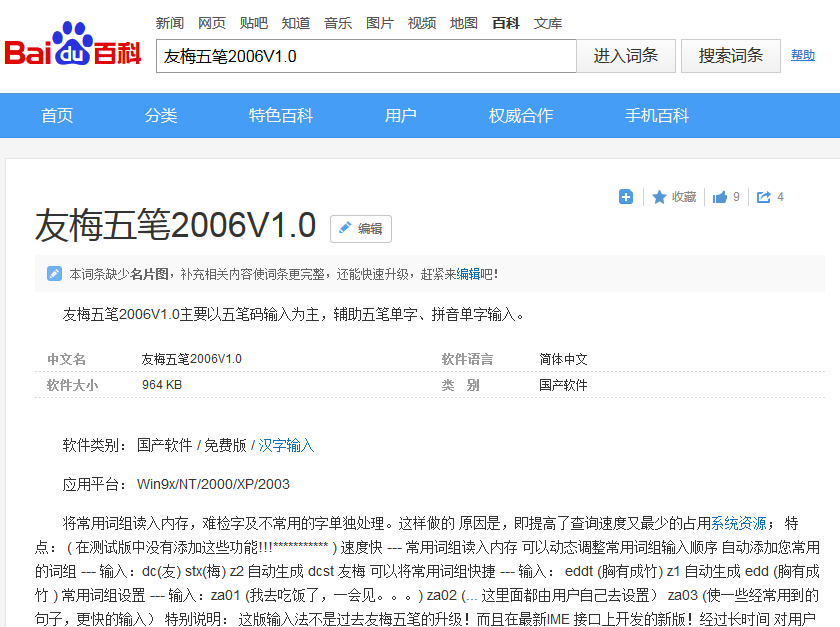 新闻 网页 贴吧 知道 音乐 图片 视频 地图 百科 文库
Bai du 百科
友梅五笔2006V1.0 进入词条 搜索词条 帮助
首页 分类 特色百科 用户 权威合作 手机百科
收藏 9 4
友梅五笔2006V1.0 编辑
本词条缺少名片图，补充相关内容使词条更完整，还能快速升级，赶紧来编辑吧！
友梅五笔2006V1.0主要以五笔码输入为主，辅助五笔单字、拼音单字输入。
中文名 友梅五笔2006V1.0 软件语言 简体中文
软件大小 964 KB 类 别 国产软件
软件类别： 国产软件 / 免费版 / 汉字输入
应用平台： Win9x/NT/2000/XP/2003
将常用词组读入内存，难检字及不常用的字单独处理。这样做的 原因是，即提高了查询速度又最少的占用系统资源； 特
点：（ 在测试版中没有添加这些功能!!!*********** ) 速度快 --- 常用词组读入内存 可以动态调整常用词组输入顺序 自动添加您常用
的词组 --- 输入：dc(友) stx(梅) z2 自动生成 dcst 友梅 可以将常用词组快捷 --- 输入： eddt (胸有成竹) z1 自动生成 edd (胸有成
竹 ) 常用词组设置 --- 输入：za01 (我去吃饭了，一会见。。。) za02 (... 这里面都由用户自己去设置） za03 (使一些经常用到的
句子，更快的输入） 特别说明： 这版输入法不是过去友梅五笔的升级！而且在最新IME 接口上开发的新版！经过长时间 对用户